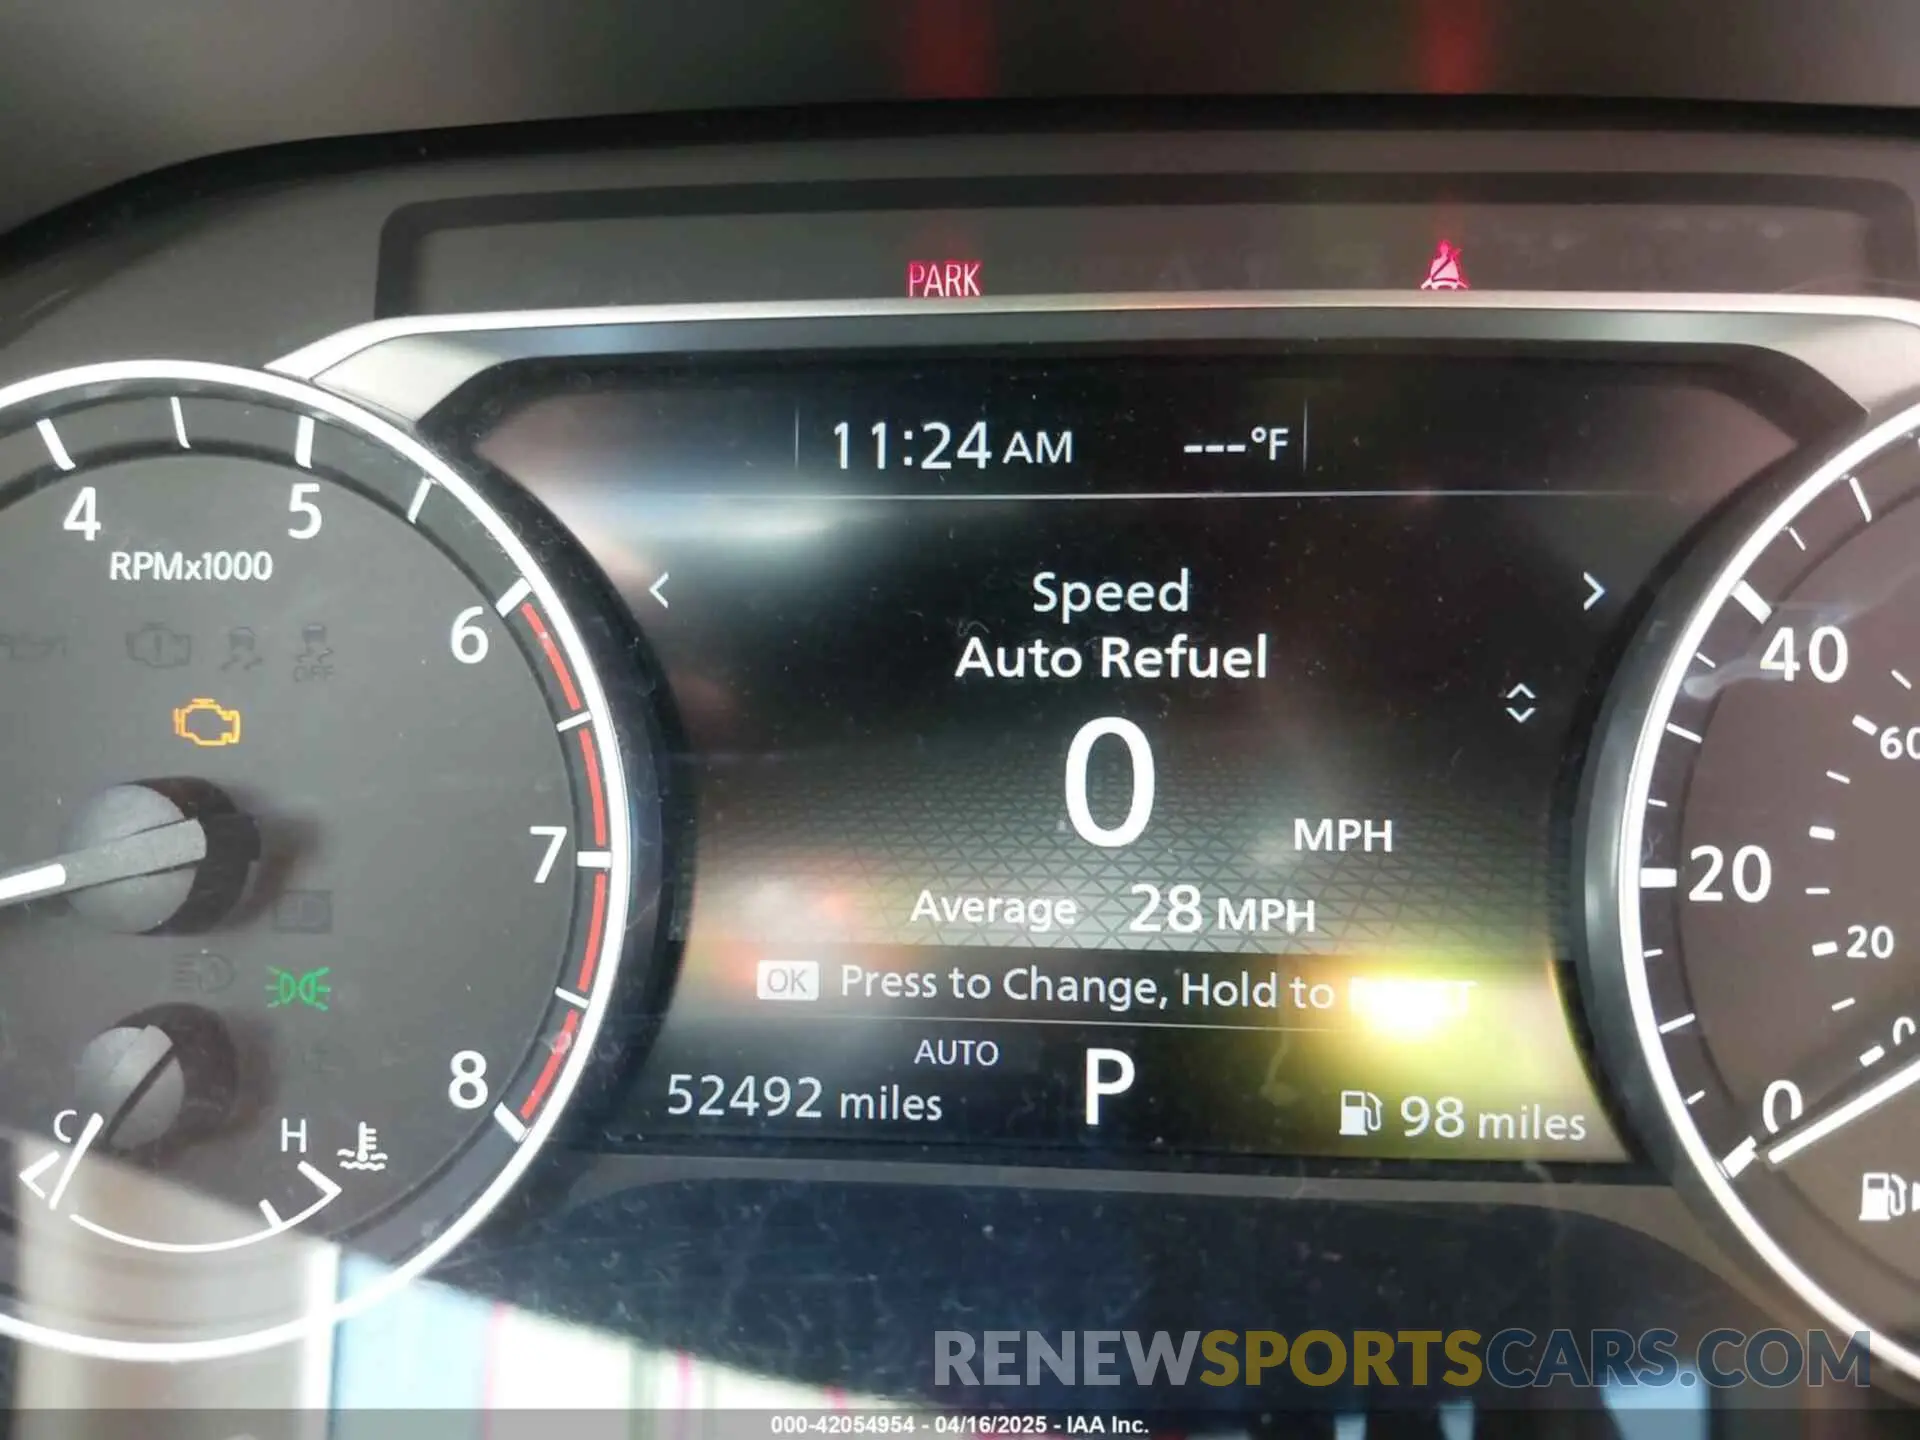 PARK
11:24 AM ---°F
4 5 6 7 8
RPMx1000
OFF
Speed
Auto Refuel
0 MPH
Average 28 MPH
OK Press to Change, Hold to
AUTO
52492 miles P 98 miles
C H
40
20
0
60
20
0
RENEWSPORTSCARS.COM
000-42054954 - 04/16/2025 - IAA Inc.